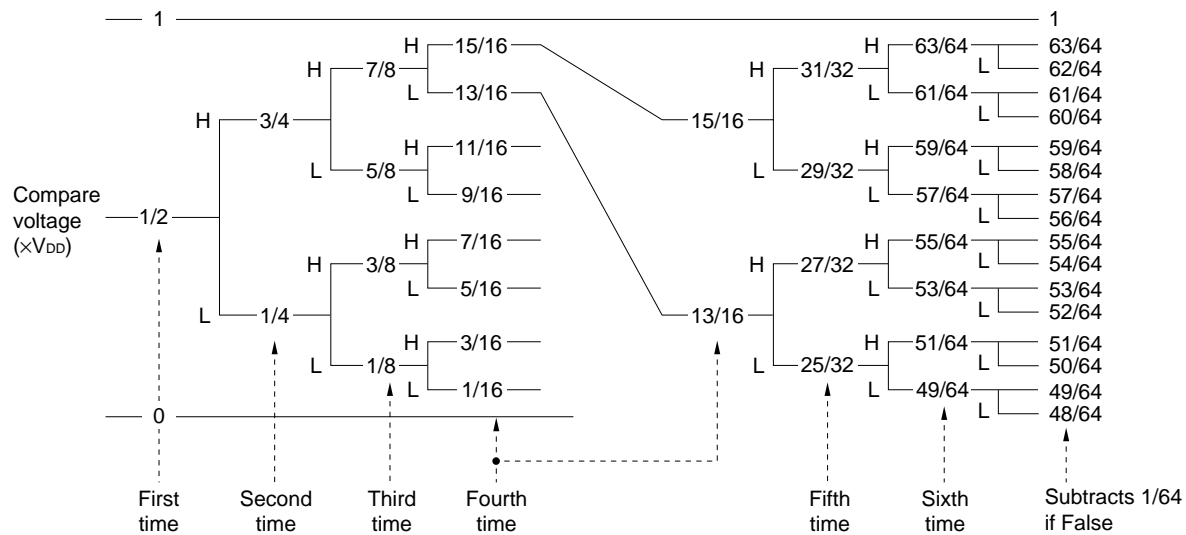 1 1
H 15/16 H 63/64 63/64
H 7/8 H 31/32 L 62/64
L 13/16 L 61/64 61/64
L 60/64
H 3/4 15/16
H 11/16 H 59/64 59/64
L 5/8 L 29/32 L 58/64
L 9/16 L 57/64 57/64
Compare
voltage
(×VDD)
1/2
L 56/64
H 7/16 H 55/64 55/64
H 3/8 H 27/32 L 54/64
L 5/16 L 53/64 53/64
L 52/64
L 1/4 13/16
H 3/16 H 51/64 51/64
L 1/8 L 25/32 L 50/64
L 1/16 L 49/64 49/64
0 L 48/64
First
time
Second
time
Third
time
Fourth
time
Fifth
time
Sixth
time
Subtracts 1/64
if False